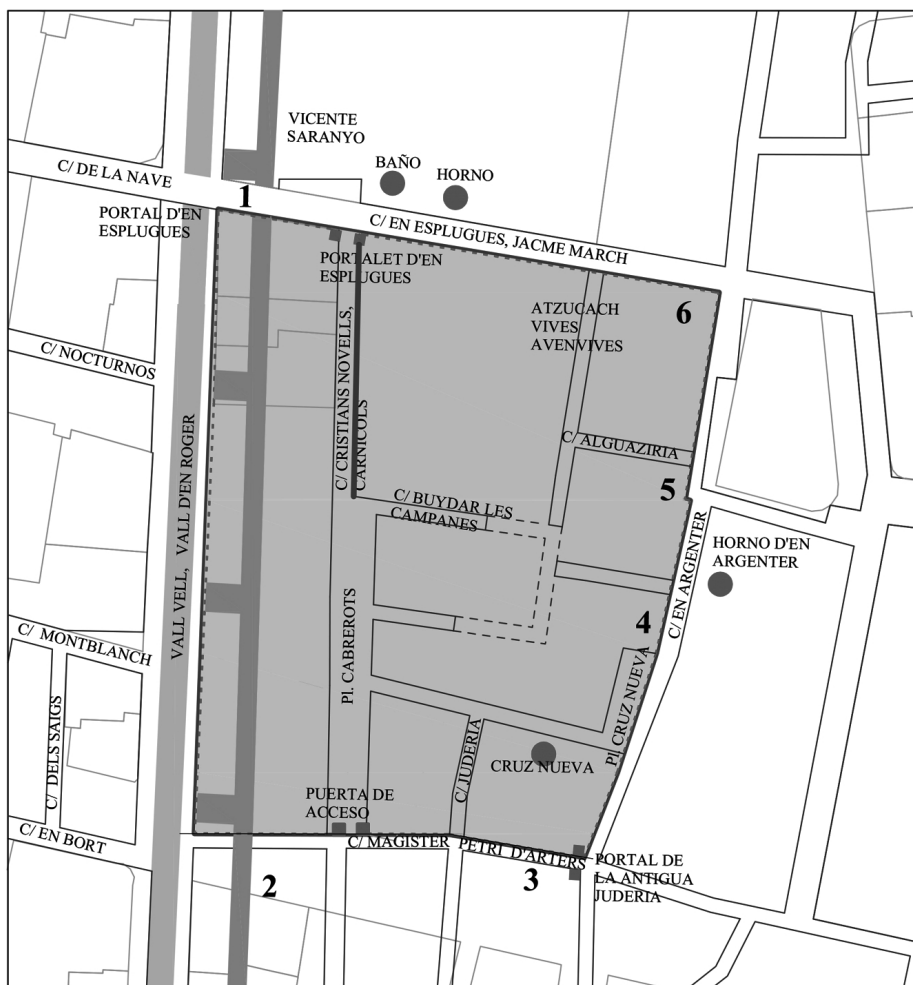 VICENTE
SARANYO
BAÑO
HORNO
C/ DE LA NAVE
1
PORTAL D'EN
ESPLUGUES
C/ EN ESPLUGUES, JACME MARCH
PORTALET D'EN
ESPLUGUES
ATZUCACH
VIVES
AVENVIVES
6
C/ NOCTURNOS
C/ CRISTIANS NOVELLS,
CARNICOLS
C/ ALGUAZIRIA
5
VALL VELL, VALL D'EN ROGER
C/ BUYDAR LES
CAMPANES
HORNO D'EN
ARGENTER
C/ EN ARGENTER
4
C/ MONTBLANCH
Pl. CABREROTS
Pl. CRUZ NUEVA
C/ DELS SAIGS
C/ JUDERIA
CRUZ NUEVA
PUERTA DE
ACCESO
C/ EN BORT
C/ MAGISTER PETRI D'ARTERS
2
3
PORTAL DE
LA ANTIGUA
JUDERIA